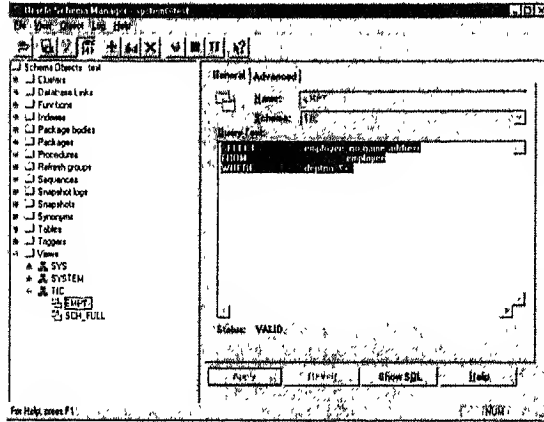 Oracle Schema Manager - system@test
File View Object Log Help
Schema Objects test
Clusters
Database Links
Functions
Indexes
Package bodies
Packages
Procedures
Refresh groups
Sequences
Snapshot logs
Snapshots
Synonyms
Tables
Triggers
Views
SYS
SYSTEM
TIC
SCH_FULL
General Advanced
Name:
Schema: TIC
Query Text:
SELECT employee_no,name,address
FROM employee
WHERE
Status: VALID
Apply Revert Show SQL Help
For Help, press F1
NUM